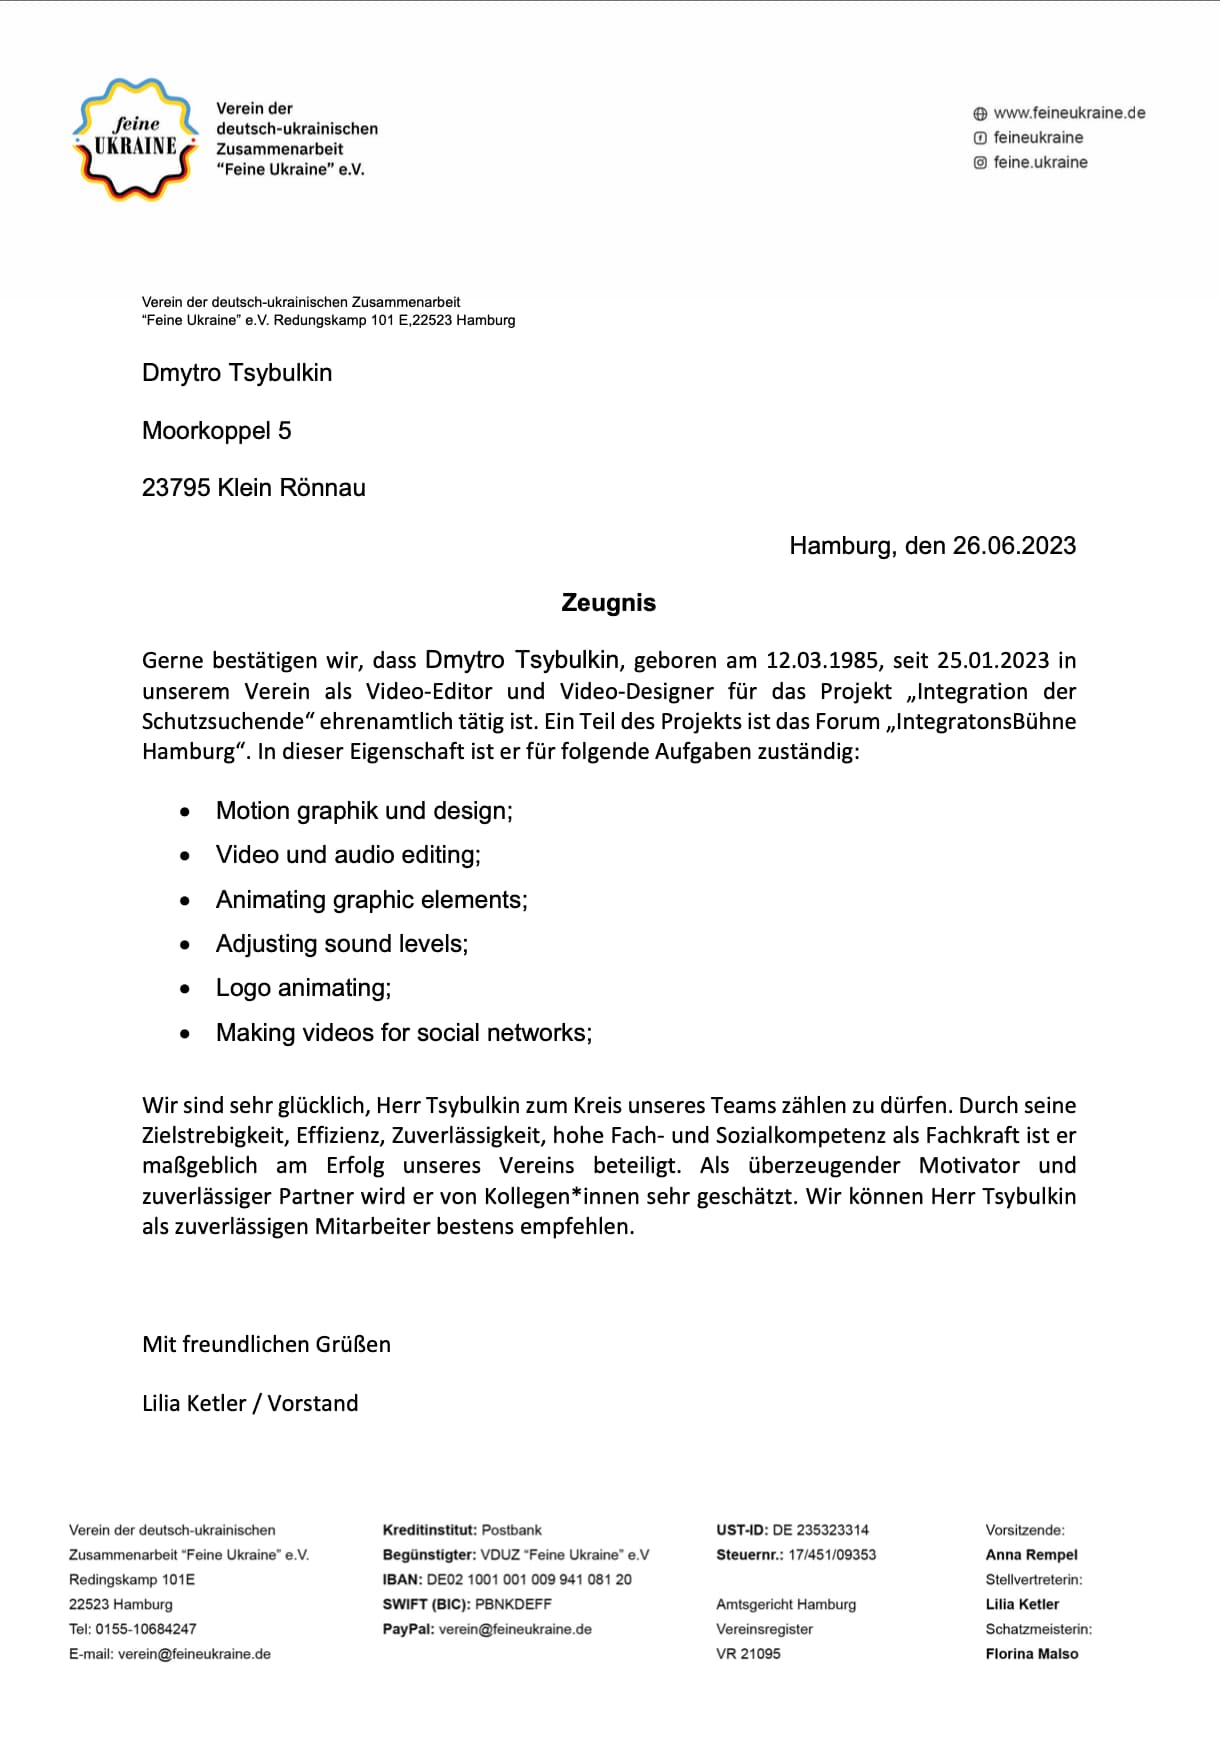 feine
UKRAINE
Verein der
deutsch-ukrainischen
Zusammenarbeit
“Feine Ukraine” e.V.
www.feineukraine.de
feineukraine
feine.ukraine
Verein der deutsch-ukrainischen Zusammenarbeit
“Feine Ukraine” e.V. Redungskamp 101 E,22523 Hamburg
Dmytro Tsybulkin
Moorkoppel 5
23795 Klein Rönnau
Hamburg, den 26.06.2023
Zeugnis
Gerne bestätigen wir, dass Dmytro Tsybulkin, geboren am 12.03.1985, seit 25.01.2023 in
unserem Verein als Video-Editor und Video-Designer für das Projekt „Integration der
Schutzsuchende“ ehrenamtlich tätig ist. Ein Teil des Projekts ist das Forum „IntegratonsBühne
Hamburg“. In dieser Eigenschaft ist er für folgende Aufgaben zuständig:
• Motion graphik und design;
• Video und audio editing;
• Animating graphic elements;
• Adjusting sound levels;
• Logo animating;
• Making videos for social networks;
Wir sind sehr glücklich, Herr Tsybulkin zum Kreis unseres Teams zählen zu dürfen. Durch seine
Zielstrebigkeit, Effizienz, Zuverlässigkeit, hohe Fach- und Sozialkompetenz als Fachkraft ist er
maßgeblich am Erfolg unseres Vereins beteiligt. Als überzeugender Motivator und
zuverlässiger Partner wird er von Kollegen*innen sehr geschätzt. Wir können Herr Tsybulkin
als zuverlässigen Mitarbeiter bestens empfehlen.
Mit freundlichen Grüßen
Lilia Ketler / Vorstand
Verein der deutsch-ukrainischen
Zusammenarbeit “Feine Ukraine” e.V.
Redingskamp 101E
22523 Hamburg
Tel: 0155-10684247
E-mail: verein@feineukraine.de
Kreditinstitut: Postbank
Begünstigter: VDUZ “Feine Ukraine” e.V
IBAN: DE02 1001 001 009 941 081 20
SWIFT (BIC): PBNKDEFF
PayPal: verein@feineukraine.de
UST-ID: DE 235323314
Steuernr.: 17/451/09353
Amtsgericht Hamburg
Vereinsregister
VR 21095
Vorsitzende:
Anna Rempel
Stellvertreterin:
Lilia Ketler
Schatzmeisterin:
Florina Malso